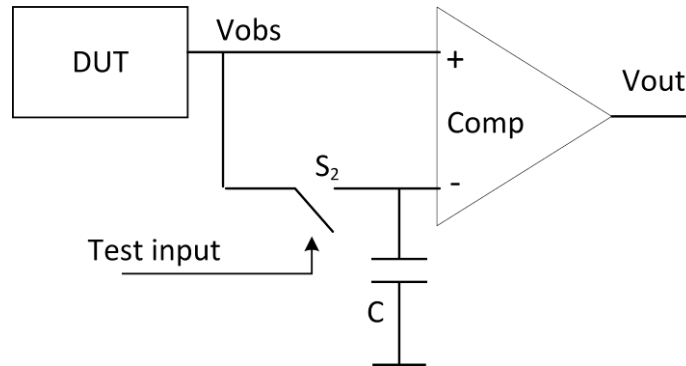 DUT
Vobs
+
Comp
Vout
S₂
-
Test input
C